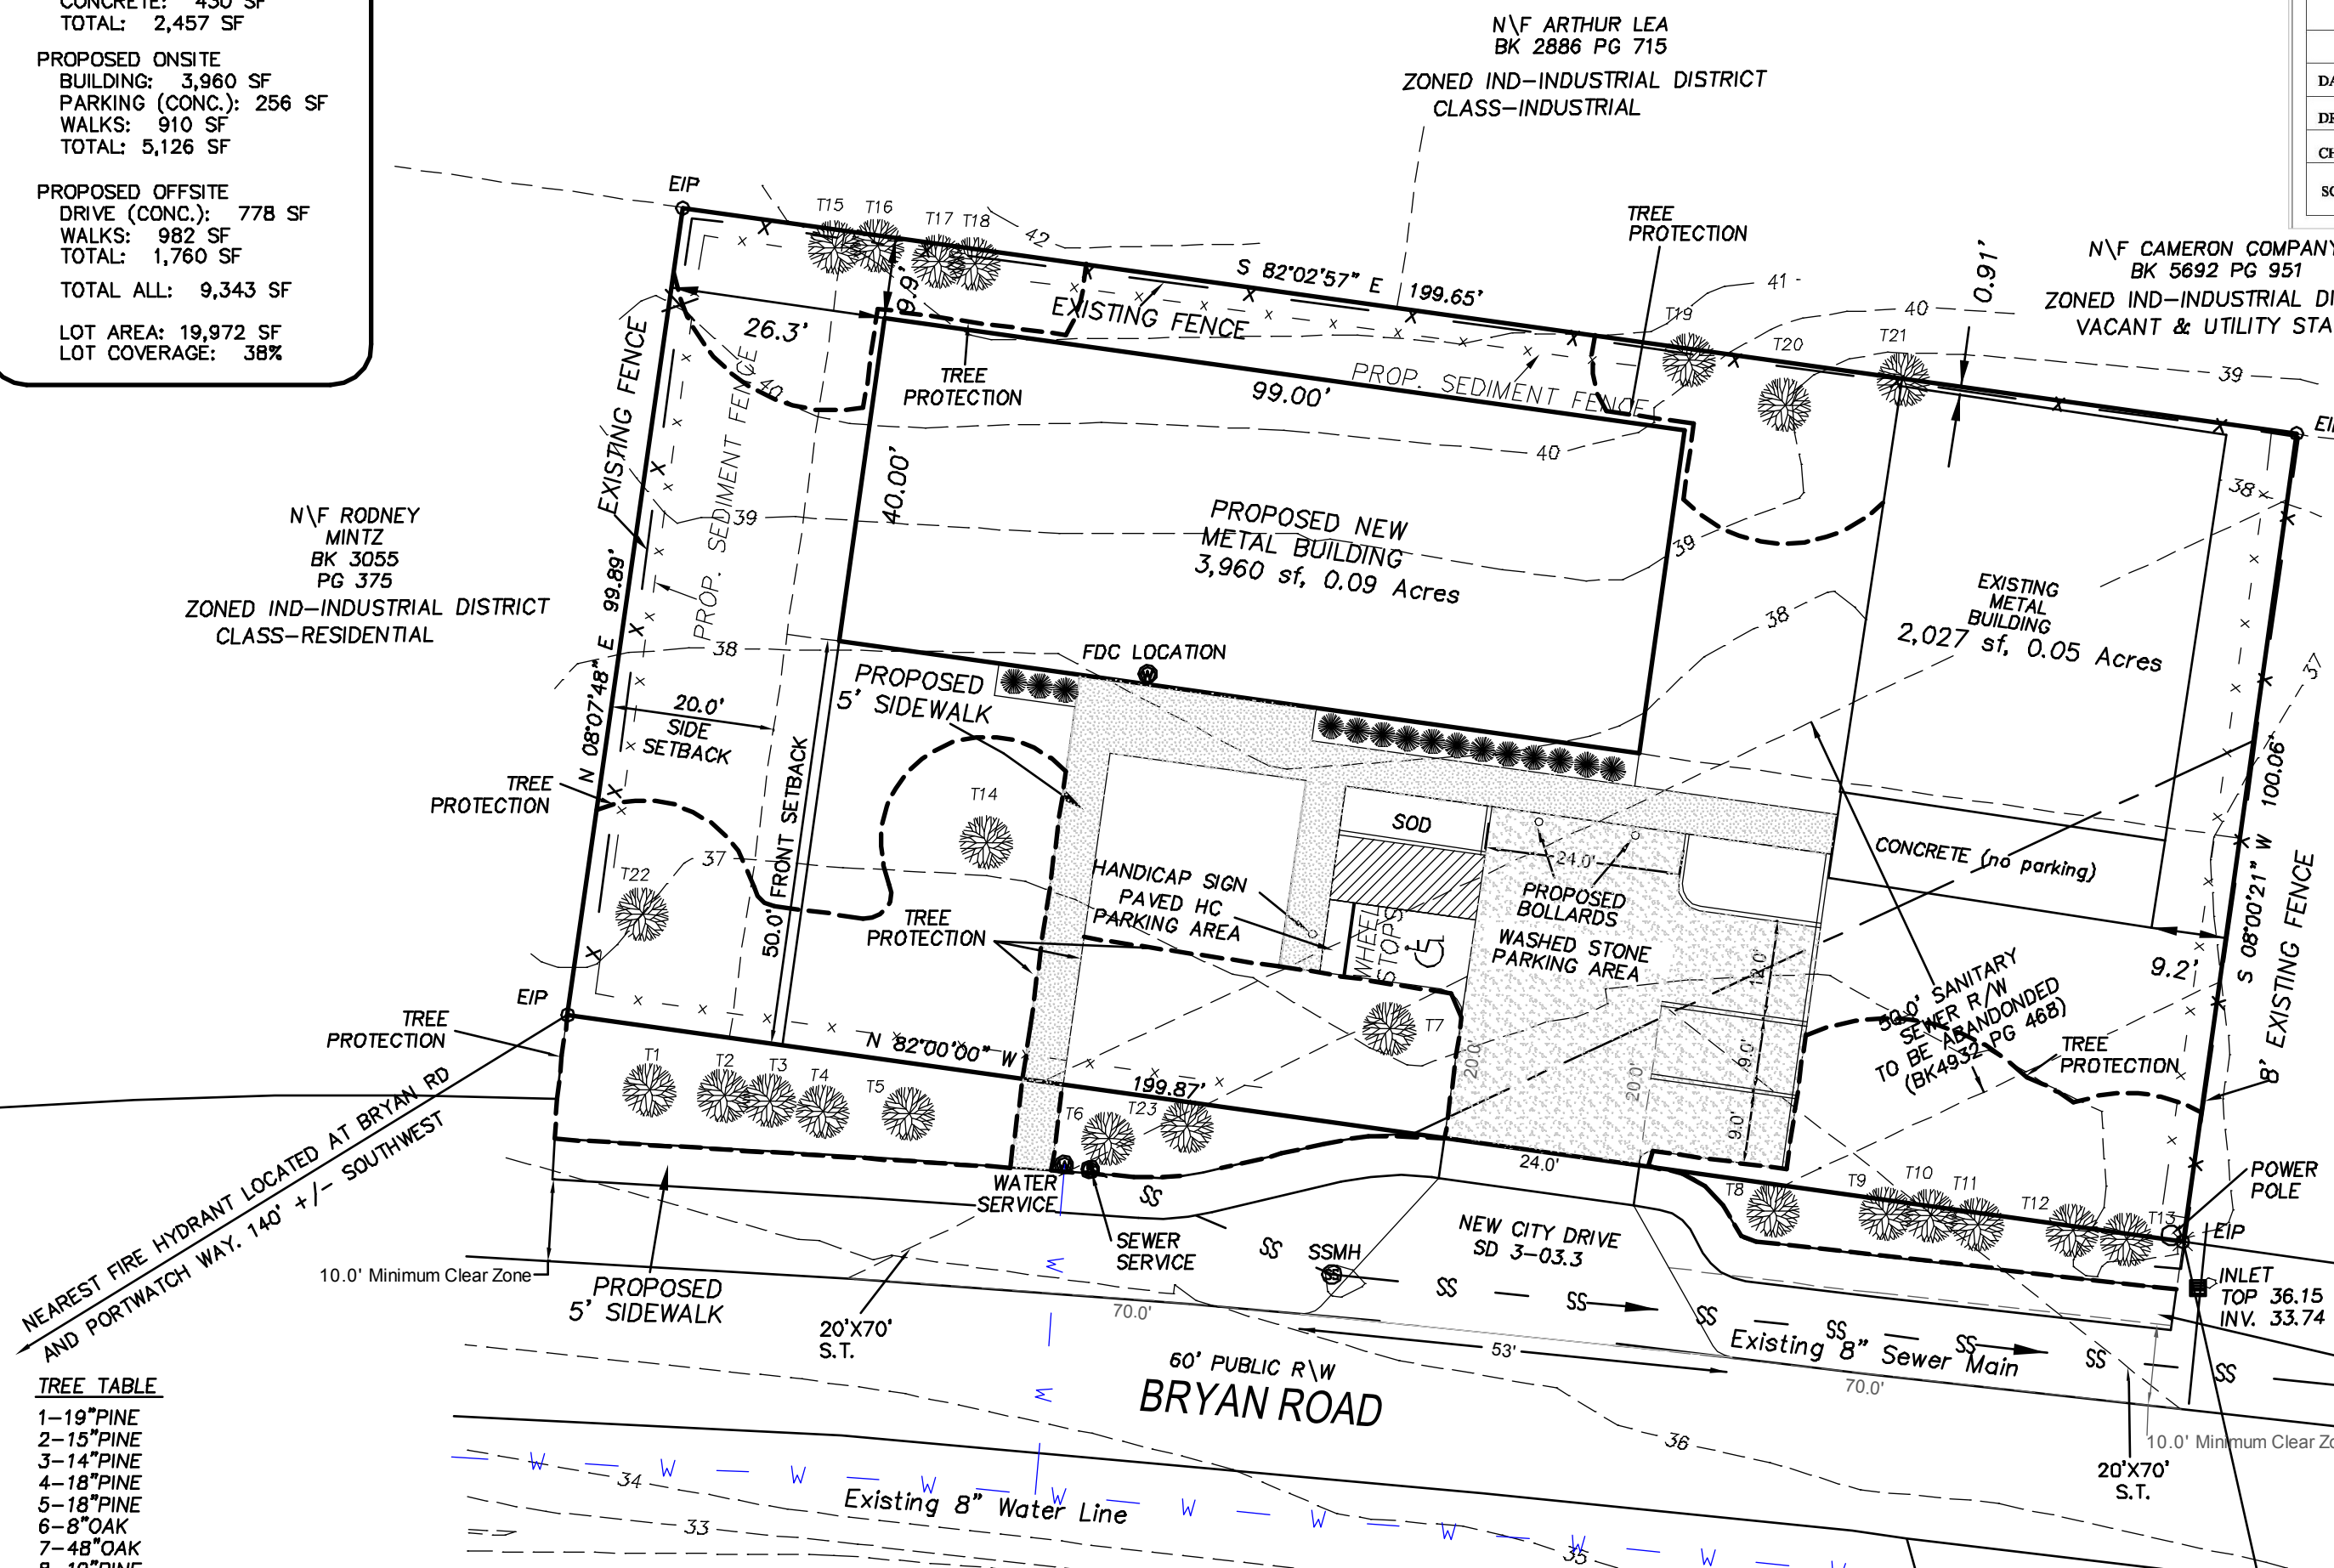 CONCRETE: 430 SF
TOTAL: 2,457 SF
PROPOSED ONSITE
BUILDING: 3,960 SF
PARKING (CONC.): 256 SF
WALKS: 910 SF
TOTAL: 5,126 SF
PROPOSED OFFSITE
DRIVE (CONC.): 778 SF
WALKS: 982 SF
TOTAL: 1,760 SF
TOTAL ALL: 9,343 SF
LOT AREA: 19,972 SF
LOT COVERAGE: 38%
N\F ARTHUR LEA
BK 2886 PG 715
ZONED IND-INDUSTRIAL DISTRICT
CLASS-INDUSTRIAL
N\F CAMERON COMPANY
BK 5692 PG 951
ZONED IND-INDUSTRIAL DI
VACANT & UTILITY STA
0.91'
EIP
T15
T16
T17
T18
42
TREE
PROTECTION
S 82°02'57" E 199.65'
41
40
39
T19
T20
T21
EXISTING FENCE
9.9'
26.3'
TREE
PROTECTION
99.00'
PROP. SEDIMENT FENCE
40
40
EXISTING FENCE
PROP. SEDIMENT FENCE
40.00'
39
39
38
PROPOSED NEW
METAL BUILDING
3,960 sf, 0.09 Acres
N\F RODNEY
MINTZ
BK 3055
PG 375
ZONED IND-INDUSTRIAL DISTRICT
CLASS-RESIDENTIAL
N 08°07'48" E 99.89'
EXISTING
METAL
BUILDING
2,027 sf, 0.05 Acres
38
38
37
FDC LOCATION
PROPOSED
5' SIDEWALK
20.0'
SIDE
SETBACK
50.0' FRONT SETBACK
TREE
PROTECTION
T14
T22
37
SOD
24.0'
CONCRETE (no parking)
S 08°00'21" W 100.06'
8' EXISTING FENCE
HANDICAP SIGN
PAVED HC
PARKING AREA
PROPOSED
BOLLARDS
WASHED STONE
PARKING AREA
WHEEL
STOPS
TREE
PROTECTION
12.0'
9.0'
9.0'
9.2'
30.0' SANITARY
SEWER R/W
TO BE ABANDONDED
(BK4932 PG 468)
TREE
PROTECTION
EIP
TREE
PROTECTION
N 82°00'00" W
199.87'
T7
20.0'
20.0'
T1
T2
T3
T4
T5
T6
T23
24.0'
T8
T9
T10
T11
T12
T13
POWER
POLE
EIP
INLET
TOP 36.15
INV. 33.74
WATER
SERVICE
SEWER
SERVICE
SS
SS
SSMH
SS
SS
SS
SS
SS
SS
SS
SS
NEW CITY DRIVE
SD 3-03.3
NEAREST FIRE HYDRANT LOCATED AT BRYAN RD
AND PORTWATCH WAY. 140' +/- SOUTHWEST
10.0' Minimum Clear Zone
PROPOSED
5' SIDEWALK
20'X70'
S.T.
70.0'
53'
Existing 8" Sewer Main
70.0'
60' PUBLIC R\W
BRYAN ROAD
36
10.0' Minimum Clear Zo
20'X70'
S.T.
W
W
W
W
W
W
W
W
W
W
W
W
34
33
35
Existing 8" Water Line
TREE TABLE
1-19"PINE
2-15"PINE
3-14"PINE
4-18"PINE
5-18"PINE
6-8"OAK
7-48"OAK